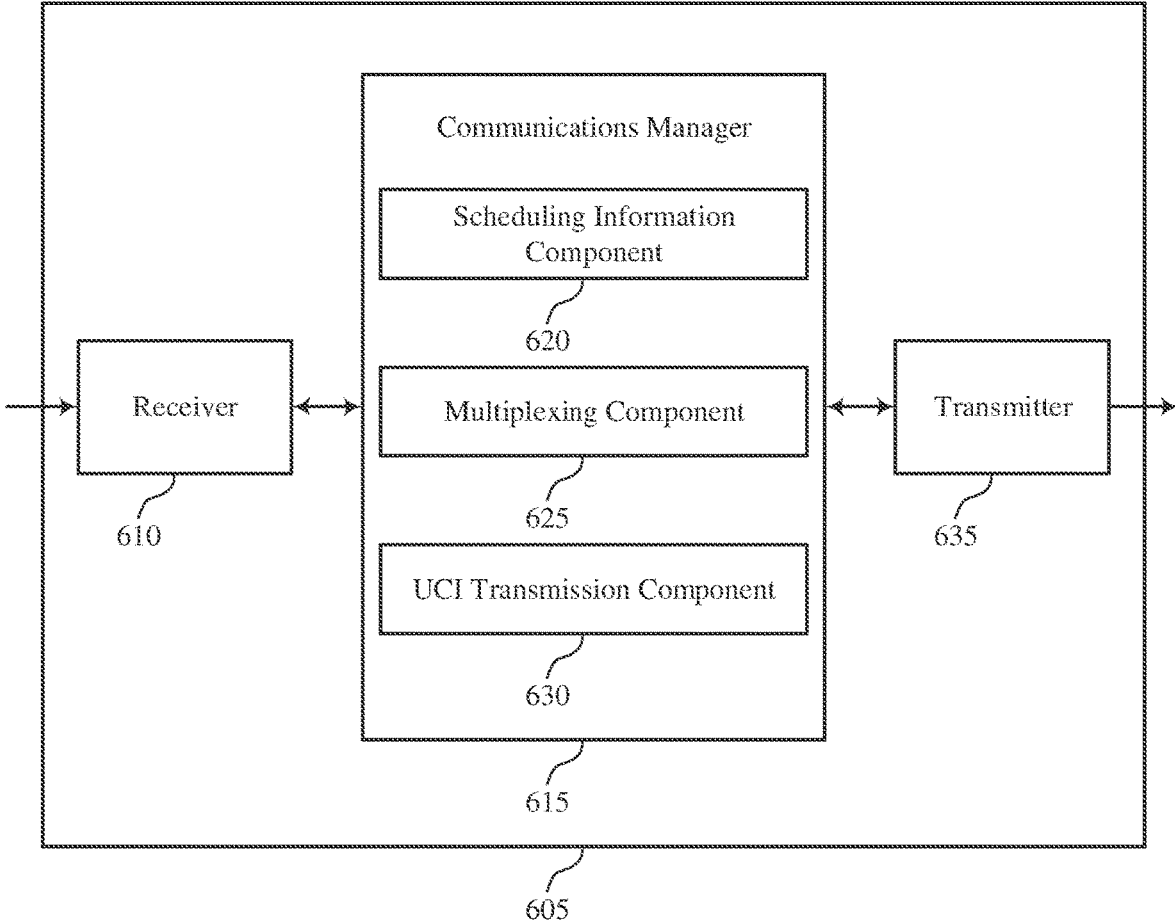 Communications Manager
Scheduling Information
Component
620
Receiver
610
Multiplexing Component
625
Transmitter
635
UCI Transmission Component
630
615
605